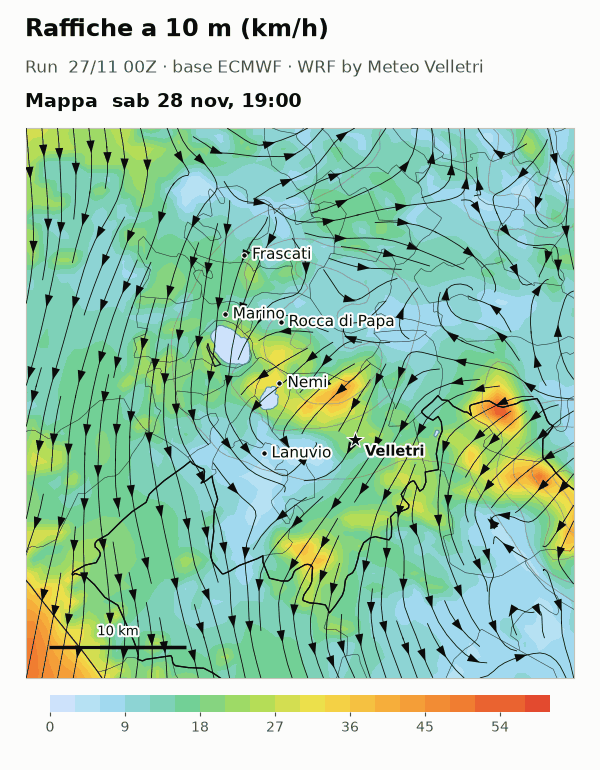 Raffiche a 10 m (km/h)
Run  27/11 00Z · base ECMWF · WRF by Meteo Velletri
Mappa  sab 28 nov, 19:00
Frascati
Marino
Rocca di Papa
Nemi
Velletri
Lanuvio
10 km
0 9 18 27 36 45 54